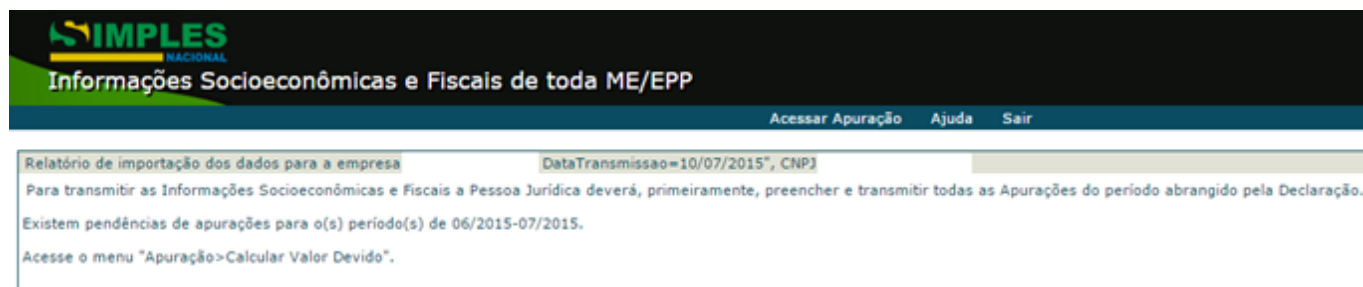 SIMPLES
NACIONAL
Informações Socioeconômicas e Fiscais de toda ME/EPP
Acessar Apuração Ajuda Sair
Relatório de importação dos dados para a empresa DataTransmissao=10/07/2015", CNPJ
Para transmitir as Informações Socioeconômicas e Fiscais a Pessoa Jurídica deverá, primeiramente, preencher e transmitir todas as Apurações do período abrangido pela Declaração.
Existem pendências de apurações para o(s) período(s) de 06/2015-07/2015.
Acesse o menu "Apuração>Calcular Valor Devido".